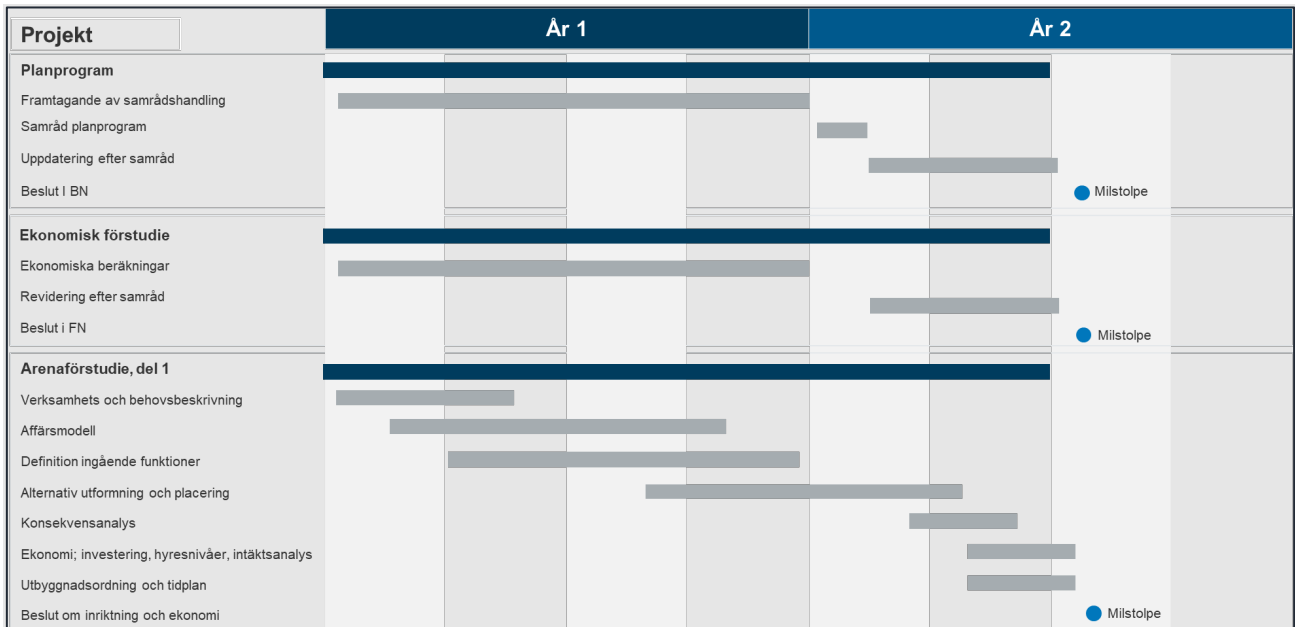 Projekt
År 1
År 2
Planprogram
Framtagande av samrådshandling
Samråd planprogram
Uppdatering efter samråd
Beslut I BN
Milstolpe
Ekonomisk förstudie
Ekonomiska beräkningar
Revidering efter samråd
Beslut i FN
Milstolpe
Arenaförstudie, del 1
Verksamhets och behovsbeskrivning
Affärsmodell
Definition ingående funktioner
Alternativ utformning och placering
Konsekvensanalys
Ekonomi; investering, hyresnivåer, intäktsanalys
Utbyggnadsordning och tidplan
Beslut om inriktning och ekonomi
Milstolpe